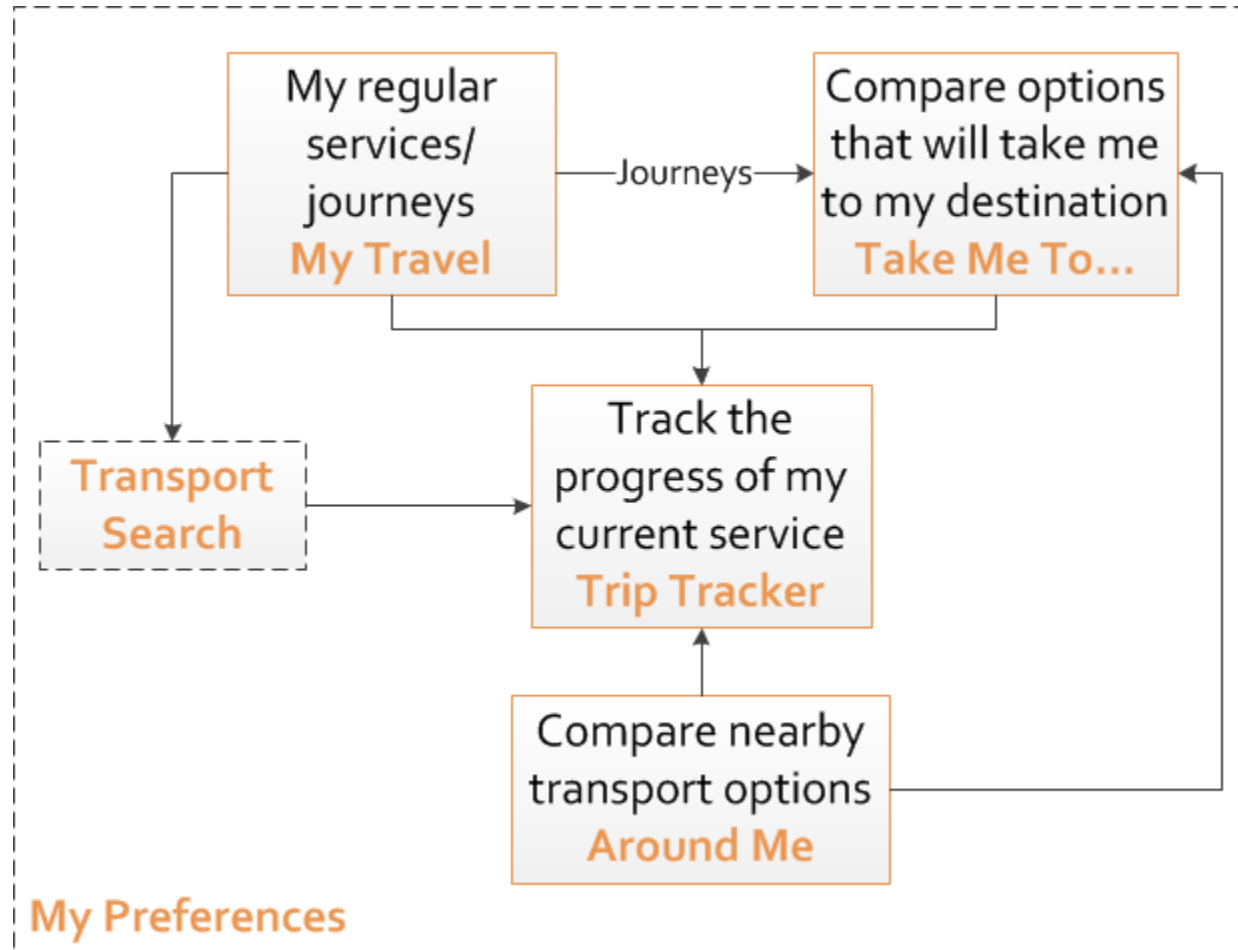 My regular
services/
journeys
My Travel
Journeys
Compare options
that will take me
to my destination
Take Me To...
Transport
Search
Track the
progress of my
current service
Trip Tracker
Compare nearby
transport options
Around Me
My Preferences